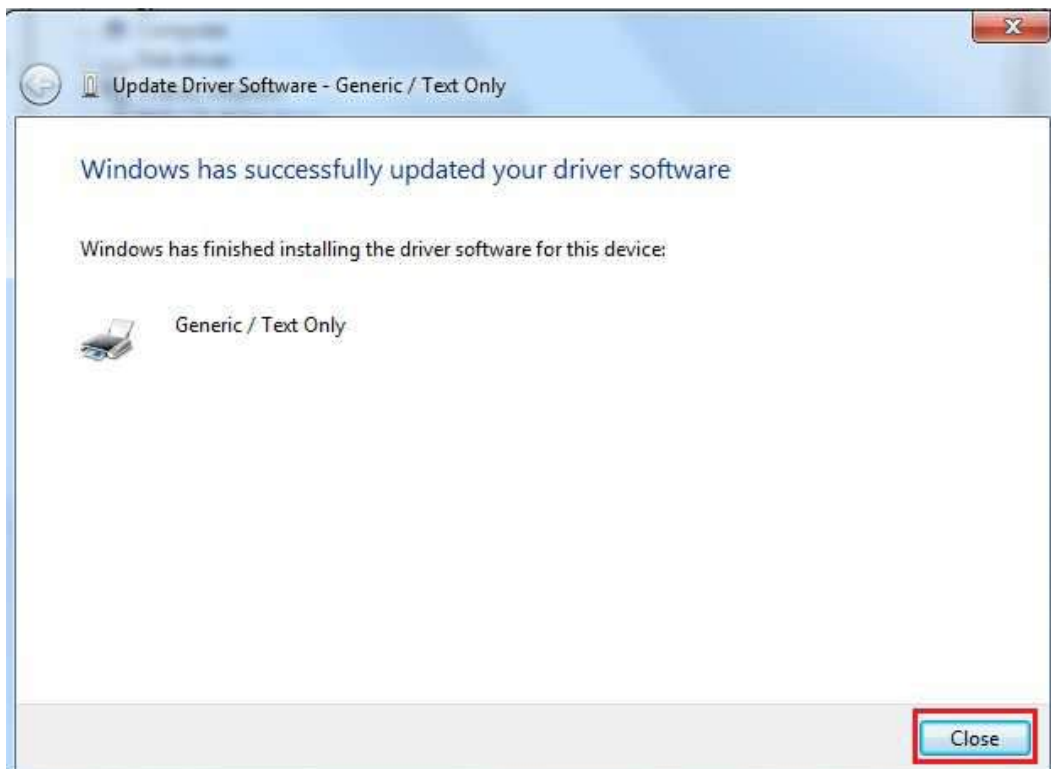 Update Driver Software - Generic / Text Only
Windows has successfully updated your driver software
Windows has finished installing the driver software for this device:
Generic / Text Only
Close